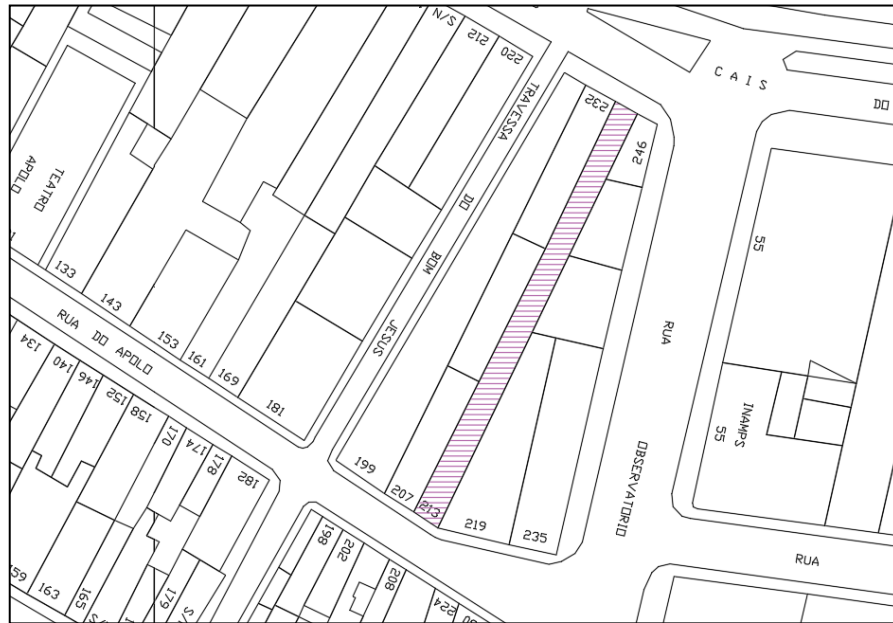 N/S
212
220
TRAVESSA
DO
BOM
JESUS
CAIS
DO
232
246
TEATRO
APOLO
55
133
143
153
161
169
181
RUA DO APOLO
134
140
146
152
158
170
174
178
182
199
207
213
219
235
RUA
OBSERVATORIO
55
INAMPS
RUA
163
165
179
198
202
208
224